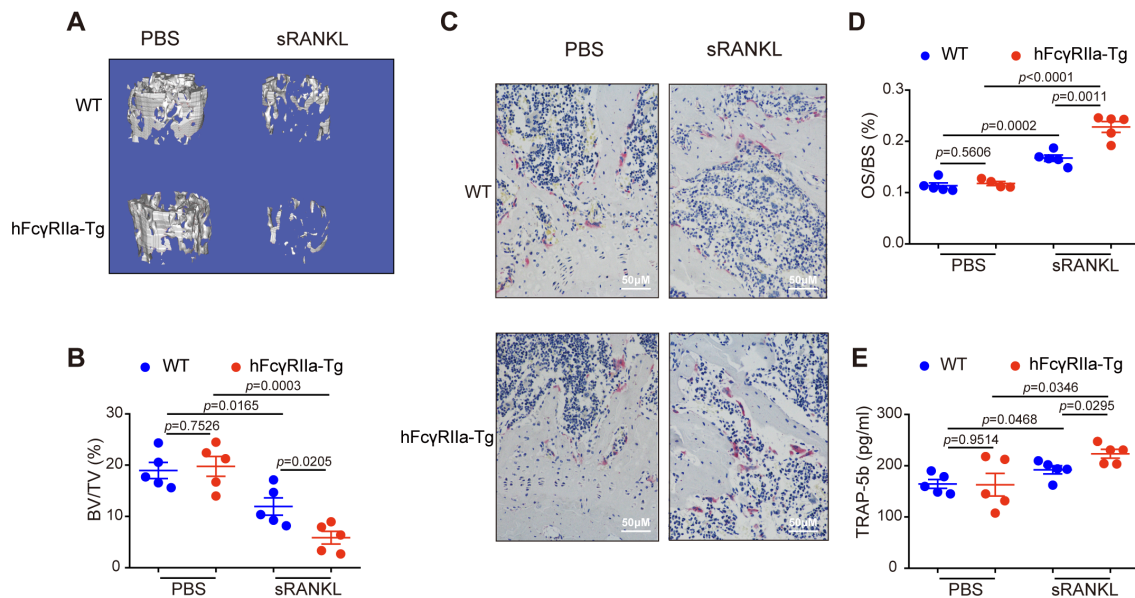 A
PBS
sRANKL
WT
hFcγRIIa-Tg
B
WT
hFcγRIIa-Tg
p=0.0003
p=0.0165
p=0.7526
p=0.0205
BV/TV (%)
30
20
10
0
PBS
sRANKL
C
PBS
sRANKL
WT
50μM
50μM
hFcγRIIa-Tg
50μM
50μM
D
WT
hFcγRIIa-Tg
p<0.0001
p=0.0011
p=0.0002
p=0.5606
OS/BS (%)
0.3
0.2
0.1
0.0
PBS
sRANKL
E
WT
hFcγRIIa-Tg
p=0.0346
p=0.0295
p=0.0468
p=0.9514
TRAP-5b (pg/ml)
300
200
100
0
PBS
sRANKL